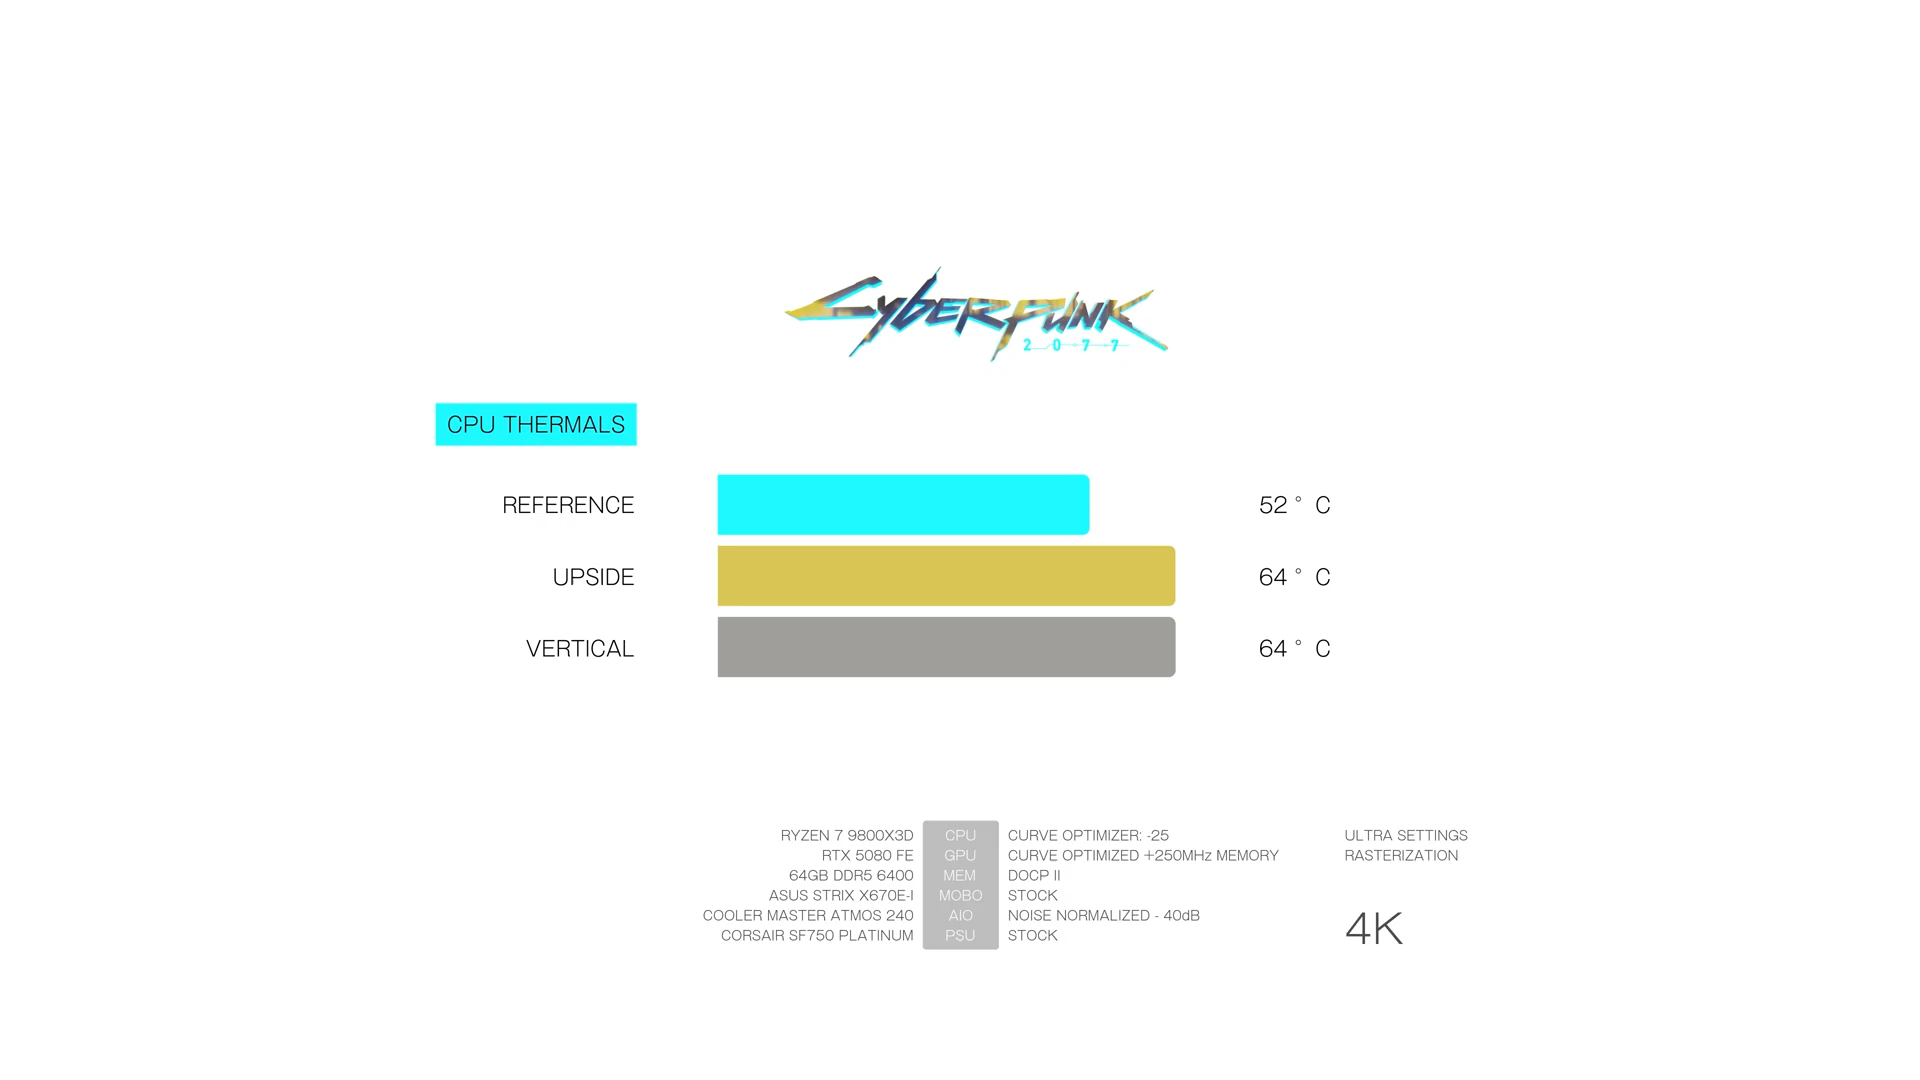 CYBERPUNK
2077
CPU THERMALS
REFERENCE 52° C
UPSIDE 64° C
VERTICAL 64° C
RYZEN 7 9800X3D CPU CURVE OPTIMIZER: -25 ULTRA SETTINGS
RTX 5080 FE GPU CURVE OPTIMIZED +250MHz MEMORY RASTERIZATION
64GB DDR5 6400 MEM DOCP II
ASUS STRIX X670E-I MOBO STOCK
COOLER MASTER ATMOS 240 AIO NOISE NORMALIZED - 40dB
CORSAIR SF750 PLATINUM PSU STOCK
4K